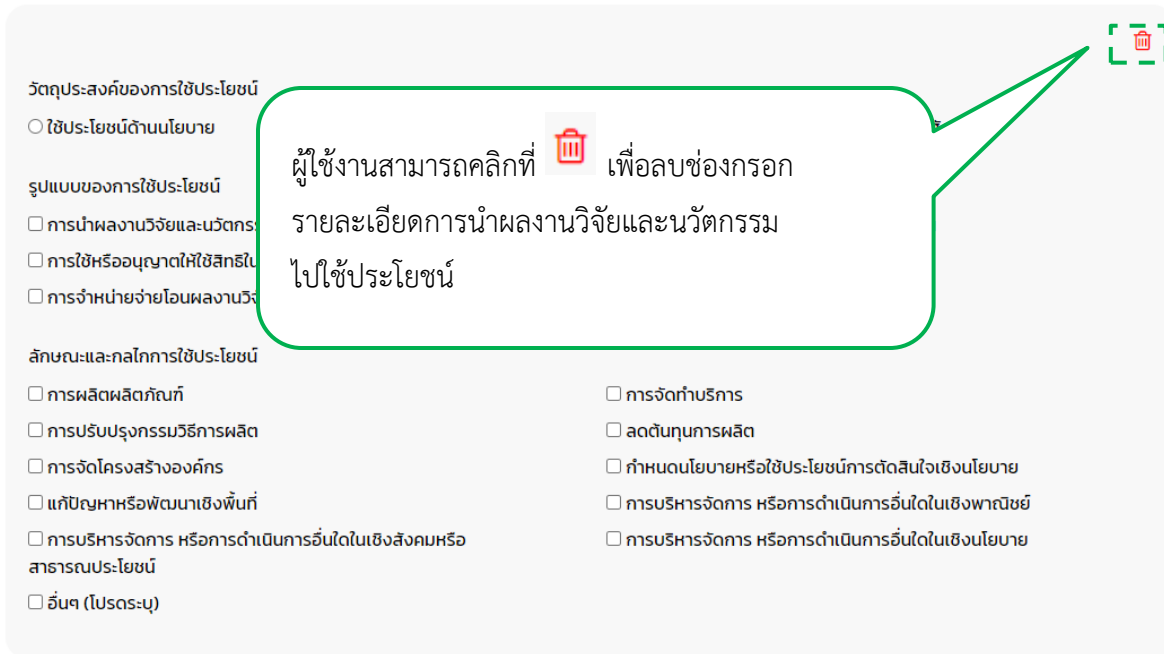 วัตถุประสงค์ของการใช้ประโยชน์
ใช้ประโยชน์ด้านนโยบาย
ผู้ใช้งานสามารถคลิกที่ เพื่อลบช่องกรอก
รายละเอียดการนำผลงานวิจัยและนวัตกรรม
ไปใช้ประโยชน์
รูปแบบของการใช้ประโยชน์
การนำผลงานวิจัยและนวัตกร
การใช้หรืออนุญาตให้ใช้สิทธิใน
การจำหน่ายจ่ายโอนผลงานวิจ
ลักษณะและกลไกการใช้ประโยชน์
การผลิตผลิตภัณฑ์
การจัดทำบริการ
การปรับปรุงกรรมวิธีการผลิต
ลดต้นทุนการผลิต
การจัดโครงสร้างองค์กร
กำหนดนโยบายหรือใช้ประโยชน์การตัดสินใจเชิงนโยบาย
แก้ปัญหาหรือพัฒนาเชิงพื้นที่
การบริหารจัดการ หรือการดำเนินการอื่นใดในเชิงพาณิชย์
การบริหารจัดการ หรือการดำเนินการอื่นใดในเชิงสังคมหรือ
สาธารณประโยชน์
การบริหารจัดการ หรือการดำเนินการอื่นใดในเชิงนโยบาย
อื่นๆ (โปรดระบุ)